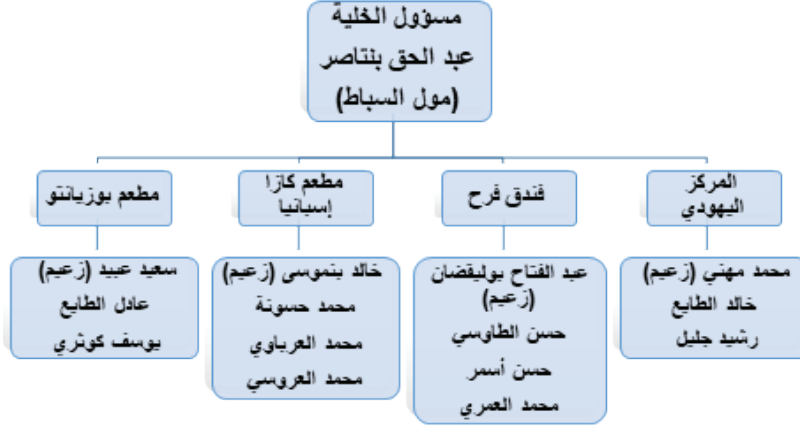 مسؤول الخلية
عبد الحق بنتاصر
(مول السباط)
المركز
اليهودي
فندق فرح
مطعم كازا
إسبانيا
مطعم بوزيانتو
محمد مهني (زعيم)
خالد الطايع
رشيد جليل
عبد الفتاح بوليقضان
(زعيم)
حسن الطاوسي
حسن أسمر
محمد العمري
خالد بنموسى (زعيم)
محمد حسونة
محمد العرباوي
محمد العروسي
سعيد عبيد (زعيم)
عادل الطايع
يوسف كوثري